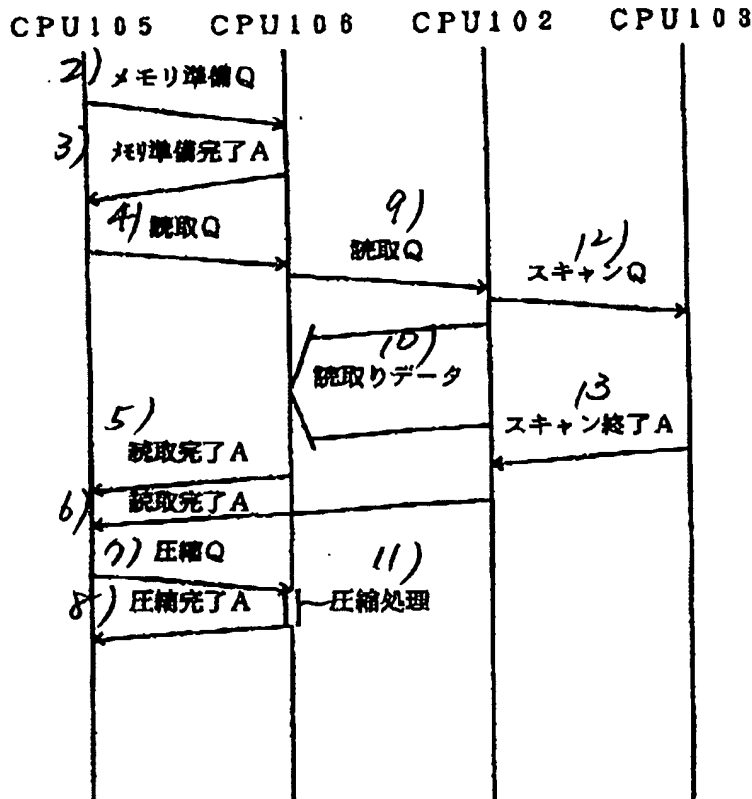 CPU105 CPU106 CPU102 CPU103
2) メモリ準備Q
3) メモリ準備完了A
4) 読取Q
9)
読取Q
12)
スキャンQ
10)
読取りデータ
13
スキャン終了A
5)
読取完了A
6) 読取完了A
7) 圧縮Q
11)
8) 圧縮完了A
圧縮処理